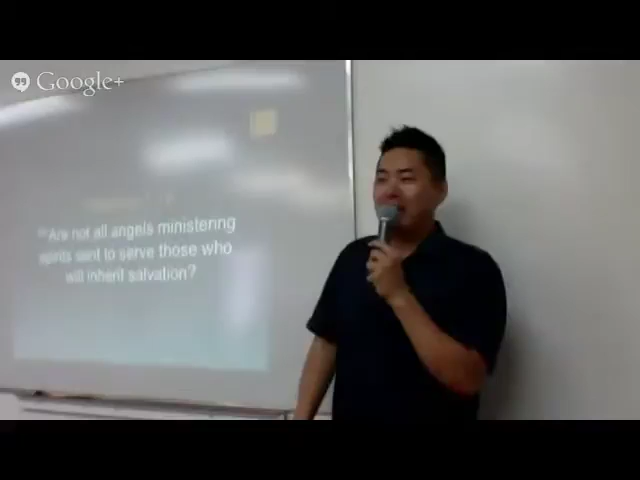 Google+
Are not all angels ministering
spirits sent to serve those who
will inherit salvation?